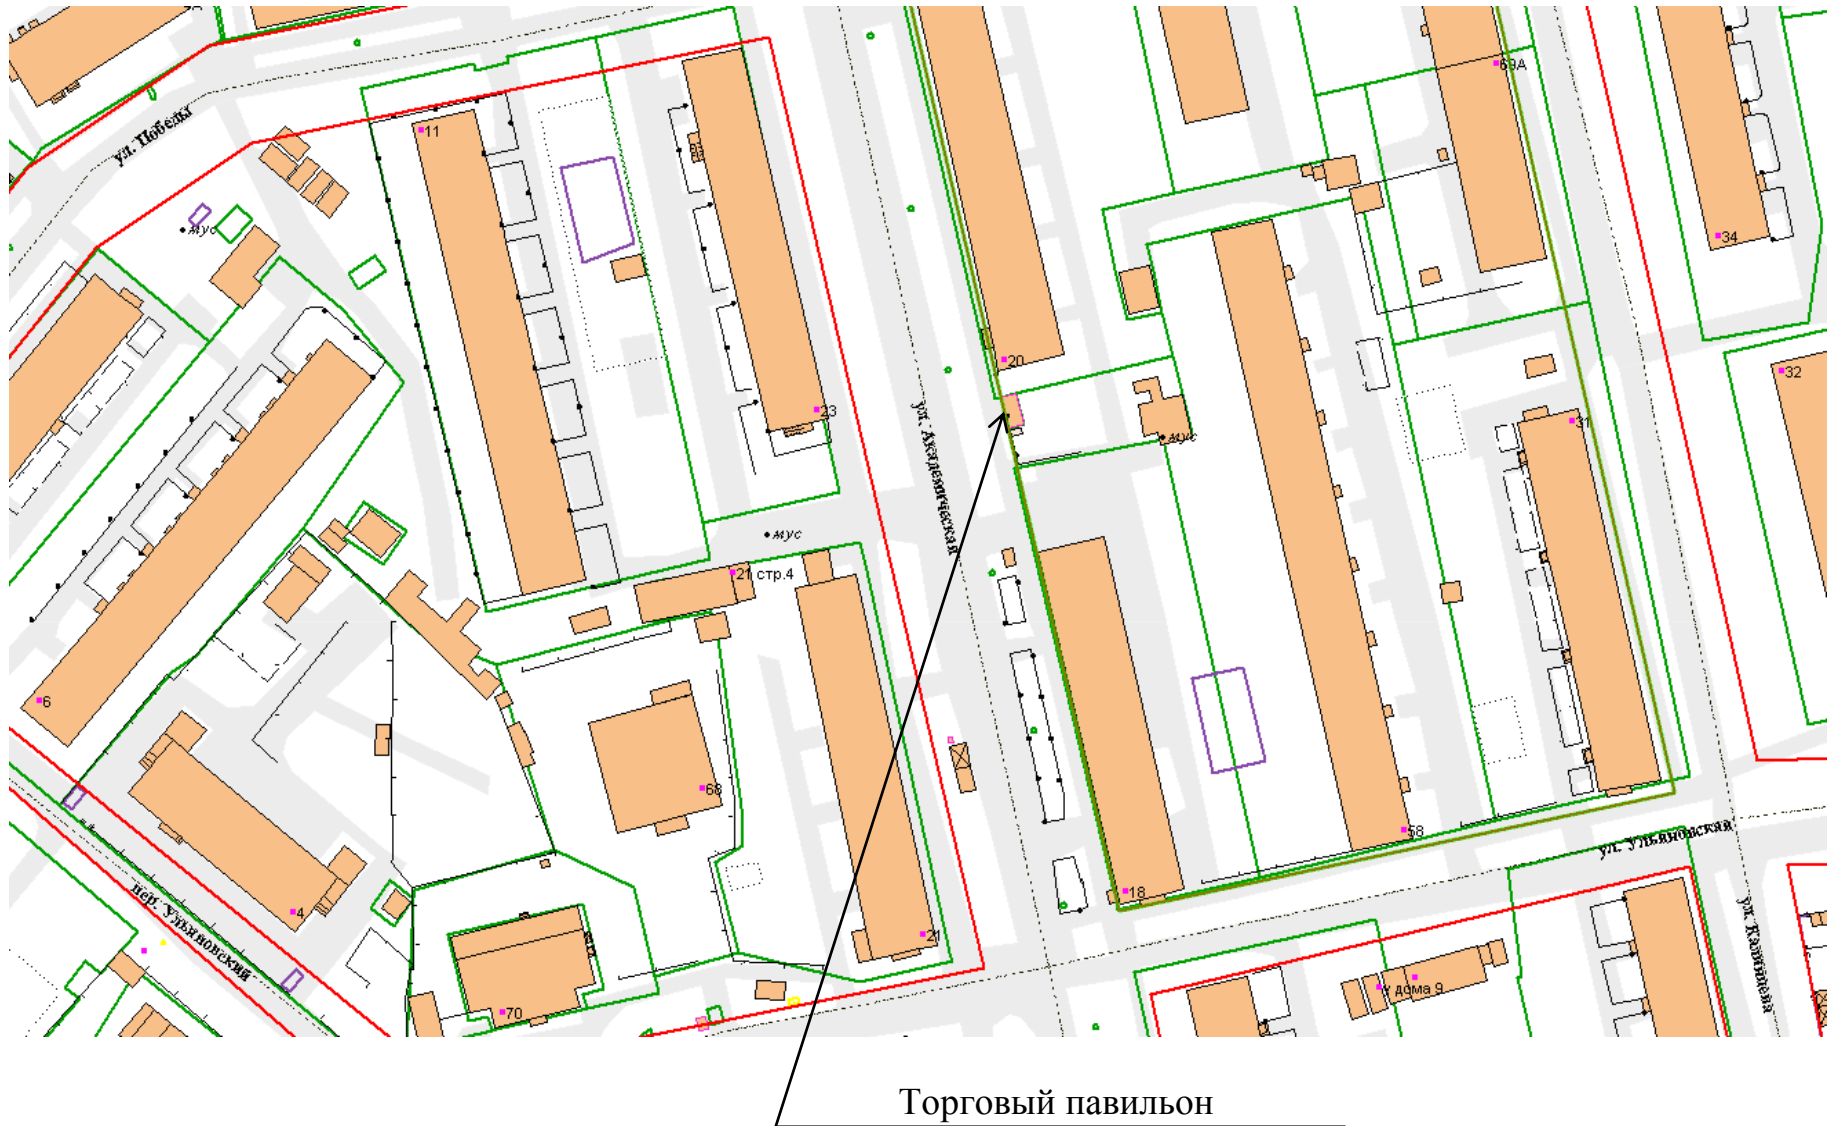 69А
ул. Победы
11
мус
34
20
32
23
31
мус
ул. Академическая
мус
21 стр.4
6
68
58
ул. Ульяновская
18
пер. Ульяновский
4
21
ул. Калинина
у дома 9
70
Торговый павильон